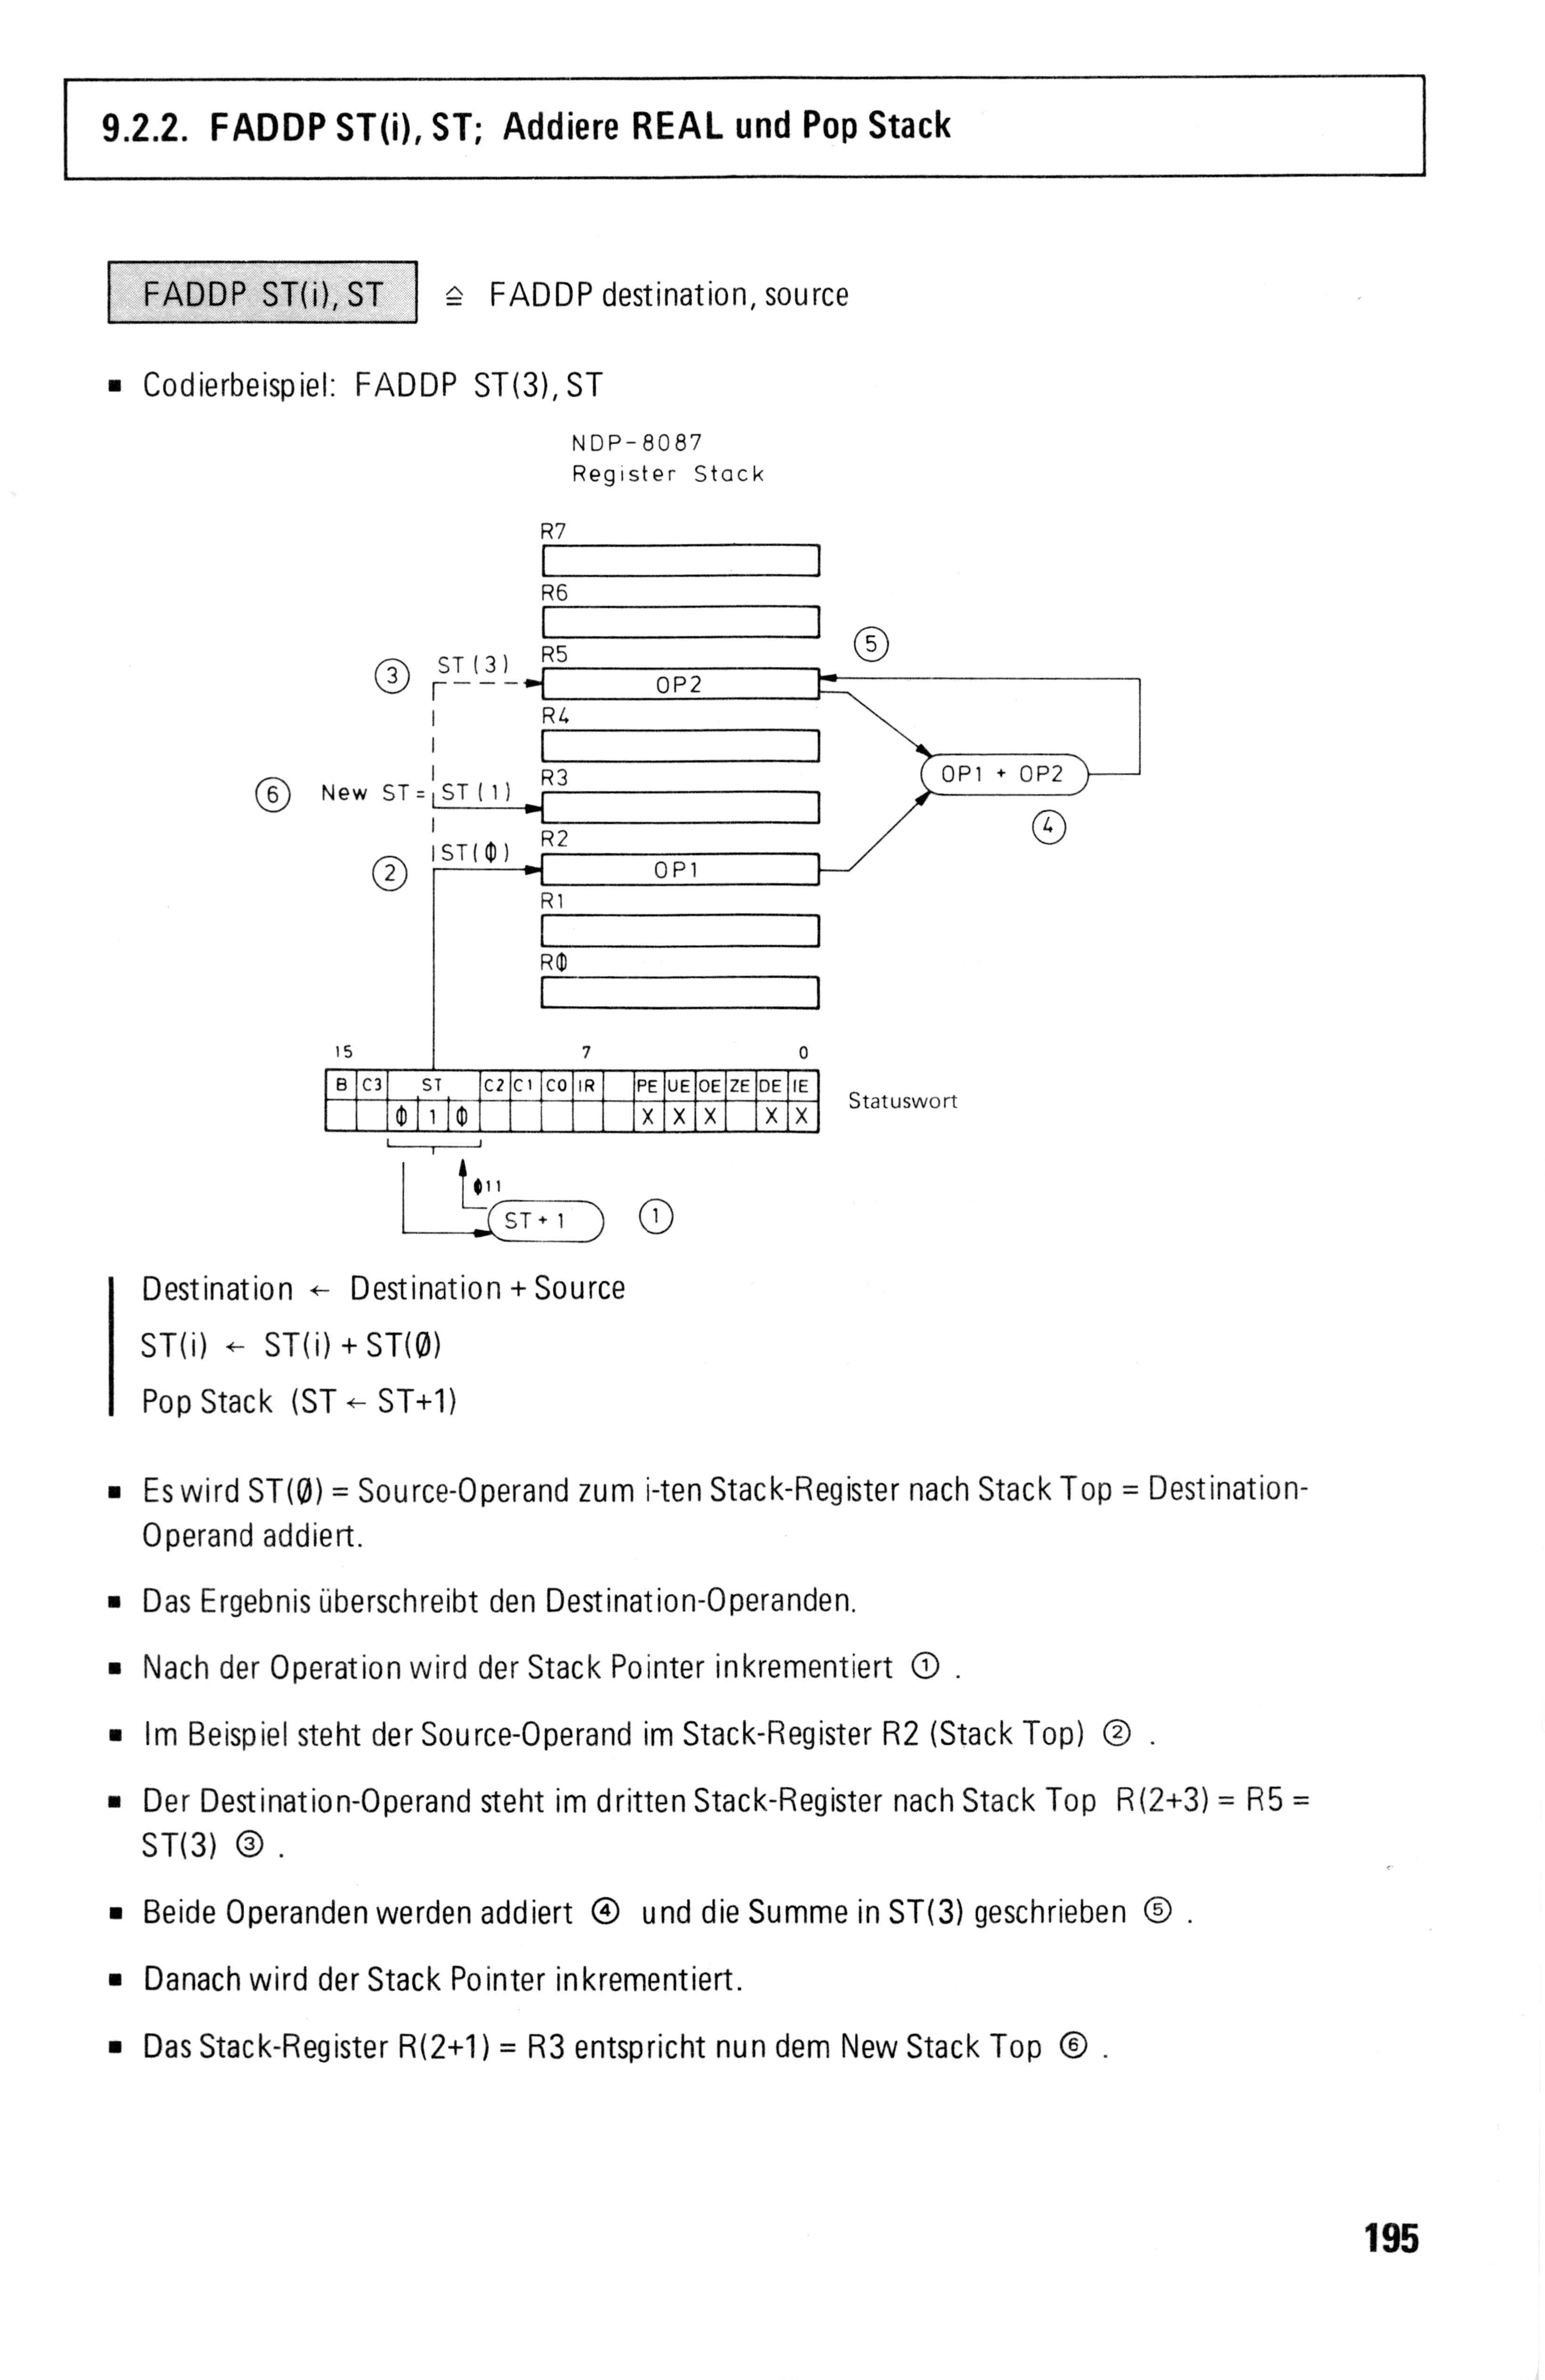 9.2.2. FADDP ST(i), ST; Addiere REAL und Pop Stack
FADDP ST(i), ST ≙ FADDP destination, source
▪ Codierbeispiel: FADDP ST(3), ST
NDP-8087
Register Stack
R7
R6
⑤
③ ST(3) R5
OP2
R4
OP1 + OP2
⑥ New ST = ST(1) R3
④
② ST(0) R2
OP1
R1
R0
15 7 0
B C3 ST C2 C1 C0 IR PE UE OE ZE DE IE
0 1 0 X X X X X
Statuswort
011
ST + 1 ①
Destination ← Destination + Source
ST(i) ← ST(i) + ST(0)
Pop Stack (ST ← ST+1)
▪ Es wird ST(0) = Source-Operand zum i-ten Stack-Register nach Stack Top = Destination-
Operand addiert.
▪ Das Ergebnis überschreibt den Destination-Operanden.
▪ Nach der Operation wird der Stack Pointer inkrementiert ① .
▪ Im Beispiel steht der Source-Operand im Stack-Register R2 (Stack Top) ② .
▪ Der Destination-Operand steht im dritten Stack-Register nach Stack Top R(2+3) = R5 =
ST(3) ③ .
▪ Beide Operanden werden addiert ④ und die Summe in ST(3) geschrieben ⑤ .
▪ Danach wird der Stack Pointer inkrementiert.
▪ Das Stack-Register R(2+1) = R3 entspricht nun dem New Stack Top ⑥ .
195